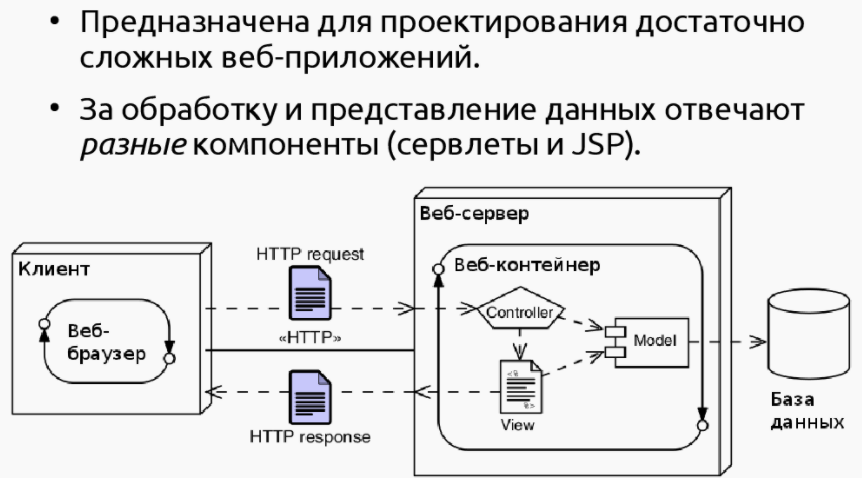 • Предназначена для проектирования достаточно
сложных веб-приложений.
• За обработку и представление данных отвечают
разные компоненты (сервлеты и JSP).
Веб-сервер
HTTP request
Клиент
Веб-контейнер
Controller
Веб-
браузер
«HTTP»
Model
<%
%>
View
HTTP response
База
данных